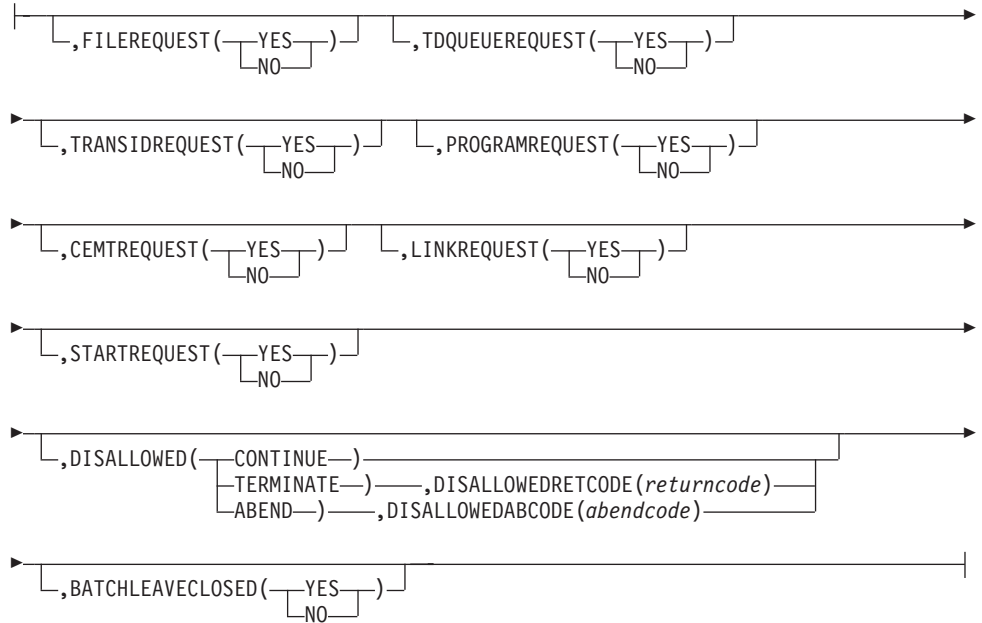 ,FILEREQUEST( YES ) ,TDQUEUEREQUEST( YES )
NO NO
,TRANSIDREQUEST( YES ) ,PROGRAMREQUEST( YES )
NO NO
,CEMTREQUEST( YES ) ,LINKREQUEST( YES )
NO NO
,STARTREQUEST( YES )
NO
,DISALLOWED( CONTINUE )
TERMINATE ) ,DISALLOWEDRETCODE(returncode)
ABEND ) ,DISALLOWEDABCODE(abendcode)
,BATCHLEAVECLOSED( YES )
NO